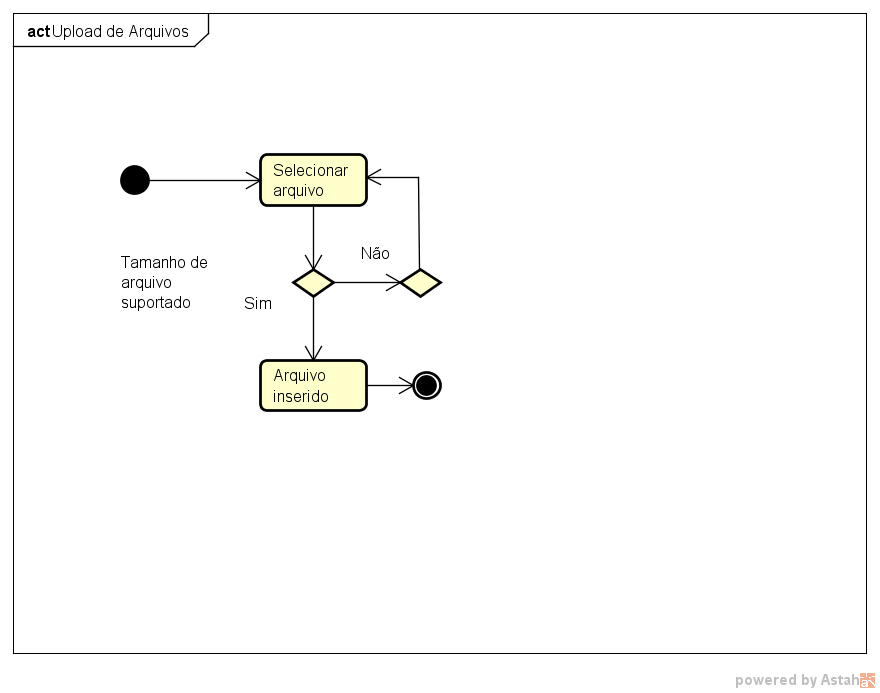 act Upload de Arquivos
Selecionar
arquivo
Não
Tamanho de
arquivo
suportado
Sim
Arquivo
inserido
powered by Astah